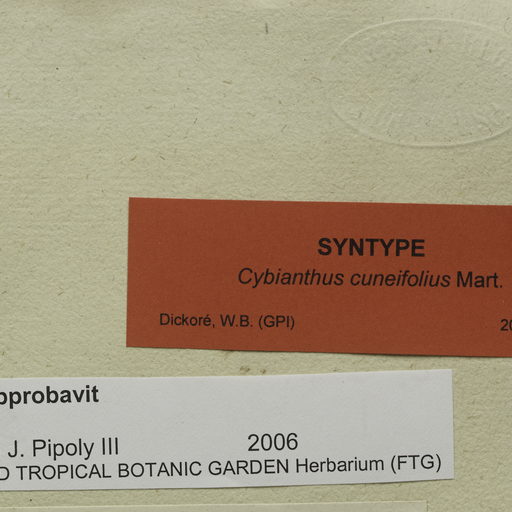 SYNTYPE
Cybianthus cuneifolius Mart.
Dickoré, W.B. (GPI) 20
pprobavit
J. Pipoly III 2006
D TROPICAL BOTANIC GARDEN Herbarium (FTG)